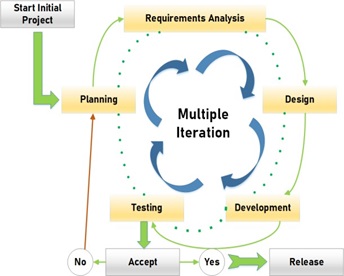 Start Initial
Project
Requirements Analysis
Planning
Design
Multiple
Iteration
Testing
Development
No
Accept
Yes
Release